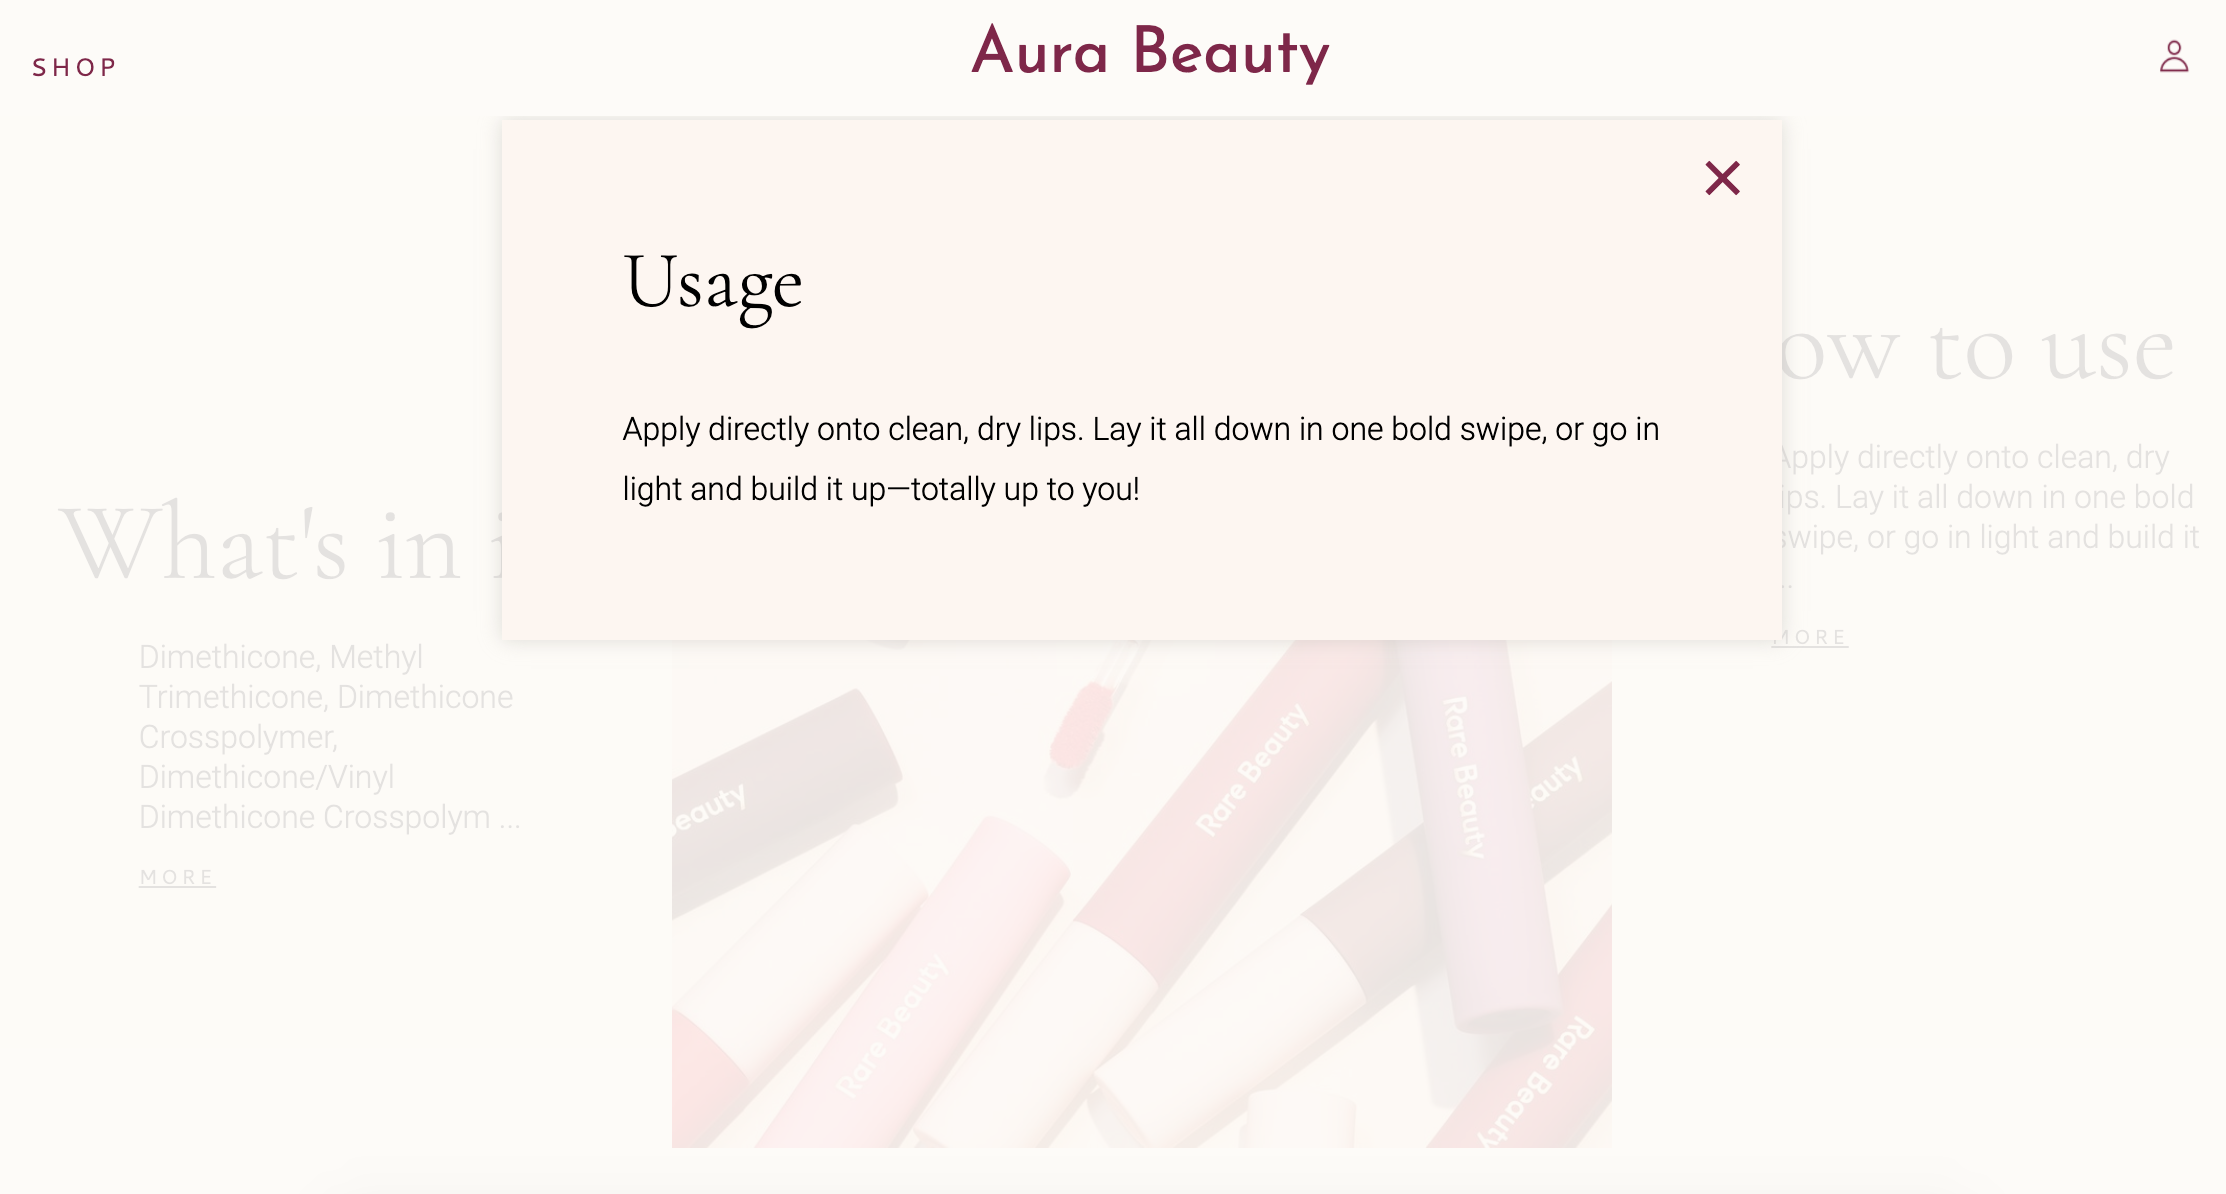 SHOP
Aura Beauty
Usage
Apply directly onto clean, dry lips. Lay it all down in one bold swipe, or go in
light and build it up—totally up to you!
What's in
Dimethicone, Methyl
Trimethicone, Dimethicone
Crosspolymer,
Dimethicone/Vinyl
Dimethicone Crosspolym ...
MORE
ow to use
Apply directly onto clean, dry
lips. Lay it all down in one bold
swipe, or go in light and build it
...
MORE
eauty
Rare Beauty
Rare Beauty
Rare Beauty
auty
Rare Beauty